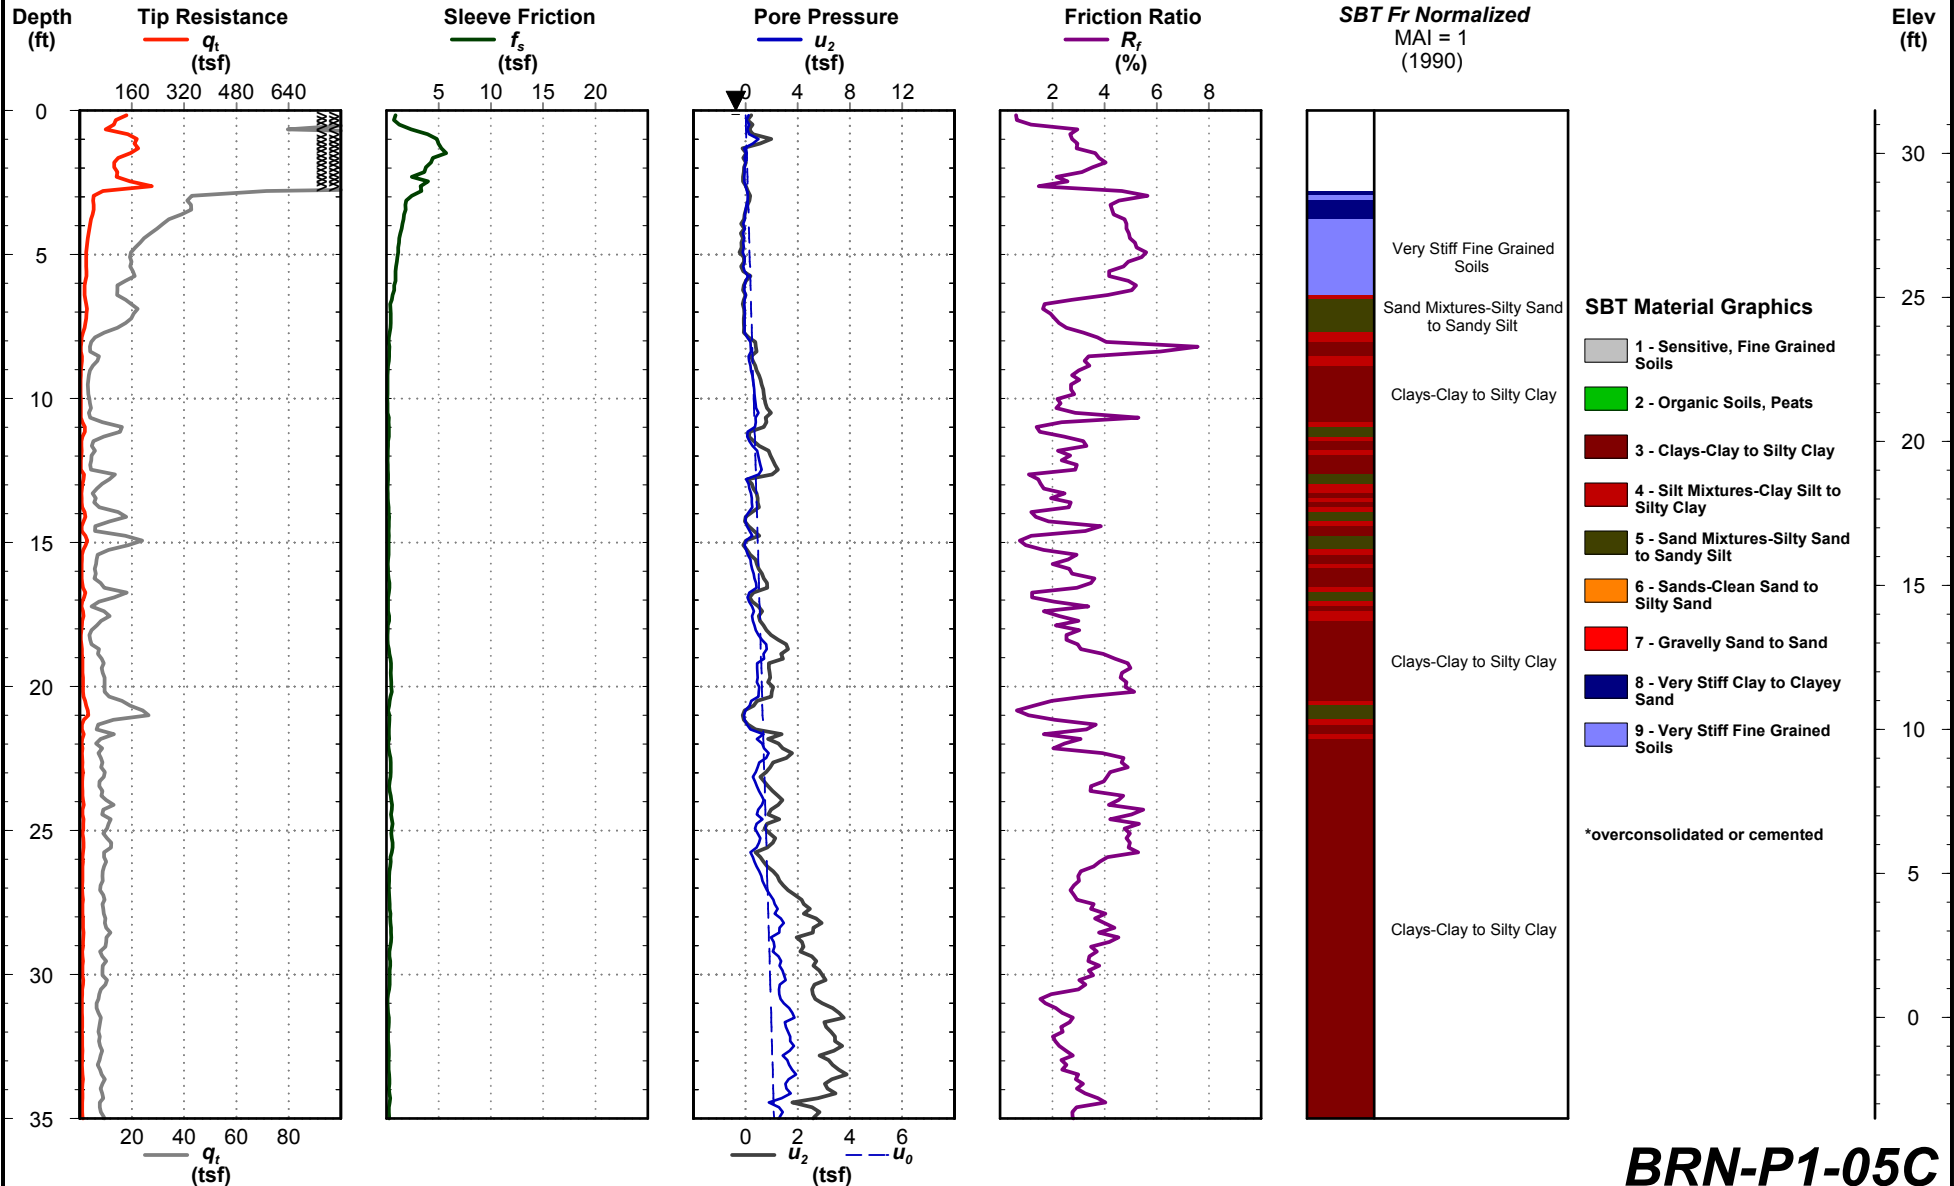 Depth
(ft)
Tip Resistance
qt
(tsf)
160 320 480 640
Sleeve Friction
fs
(tsf)
5 10 15 20
Pore Pressure
u2
(tsf)
0 4 8 12
Friction Ratio
Rf
(%)
2 4 6 8
SBT Fr Normalized
MAI = 1
(1990)
Elev
(ft)
0
5
10
15
20
25
30
35
Very Stiff Fine Grained
Soils
Sand Mixtures-Silty Sand
to Sandy Silt
Clays-Clay to Silty Clay
Clays-Clay to Silty Clay
Clays-Clay to Silty Clay
SBT Material Graphics
1 - Sensitive, Fine Grained
Soils
2 - Organic Soils, Peats
3 - Clays-Clay to Silty Clay
4 - Silt Mixtures-Clay Silt to
Silty Clay
5 - Sand Mixtures-Silty Sand
to Sandy Silt
6 - Sands-Clean Sand to
Silty Sand
7 - Gravelly Sand to Sand
8 - Very Stiff Clay to Clayey
Sand
9 - Very Stiff Fine Grained
Soils
*overconsolidated or cemented
30
25
20
15
10
5
0
20 40 60 80
qt
(tsf)
0 2 4 6
u2 u0
(tsf)
BRN-P1-05C